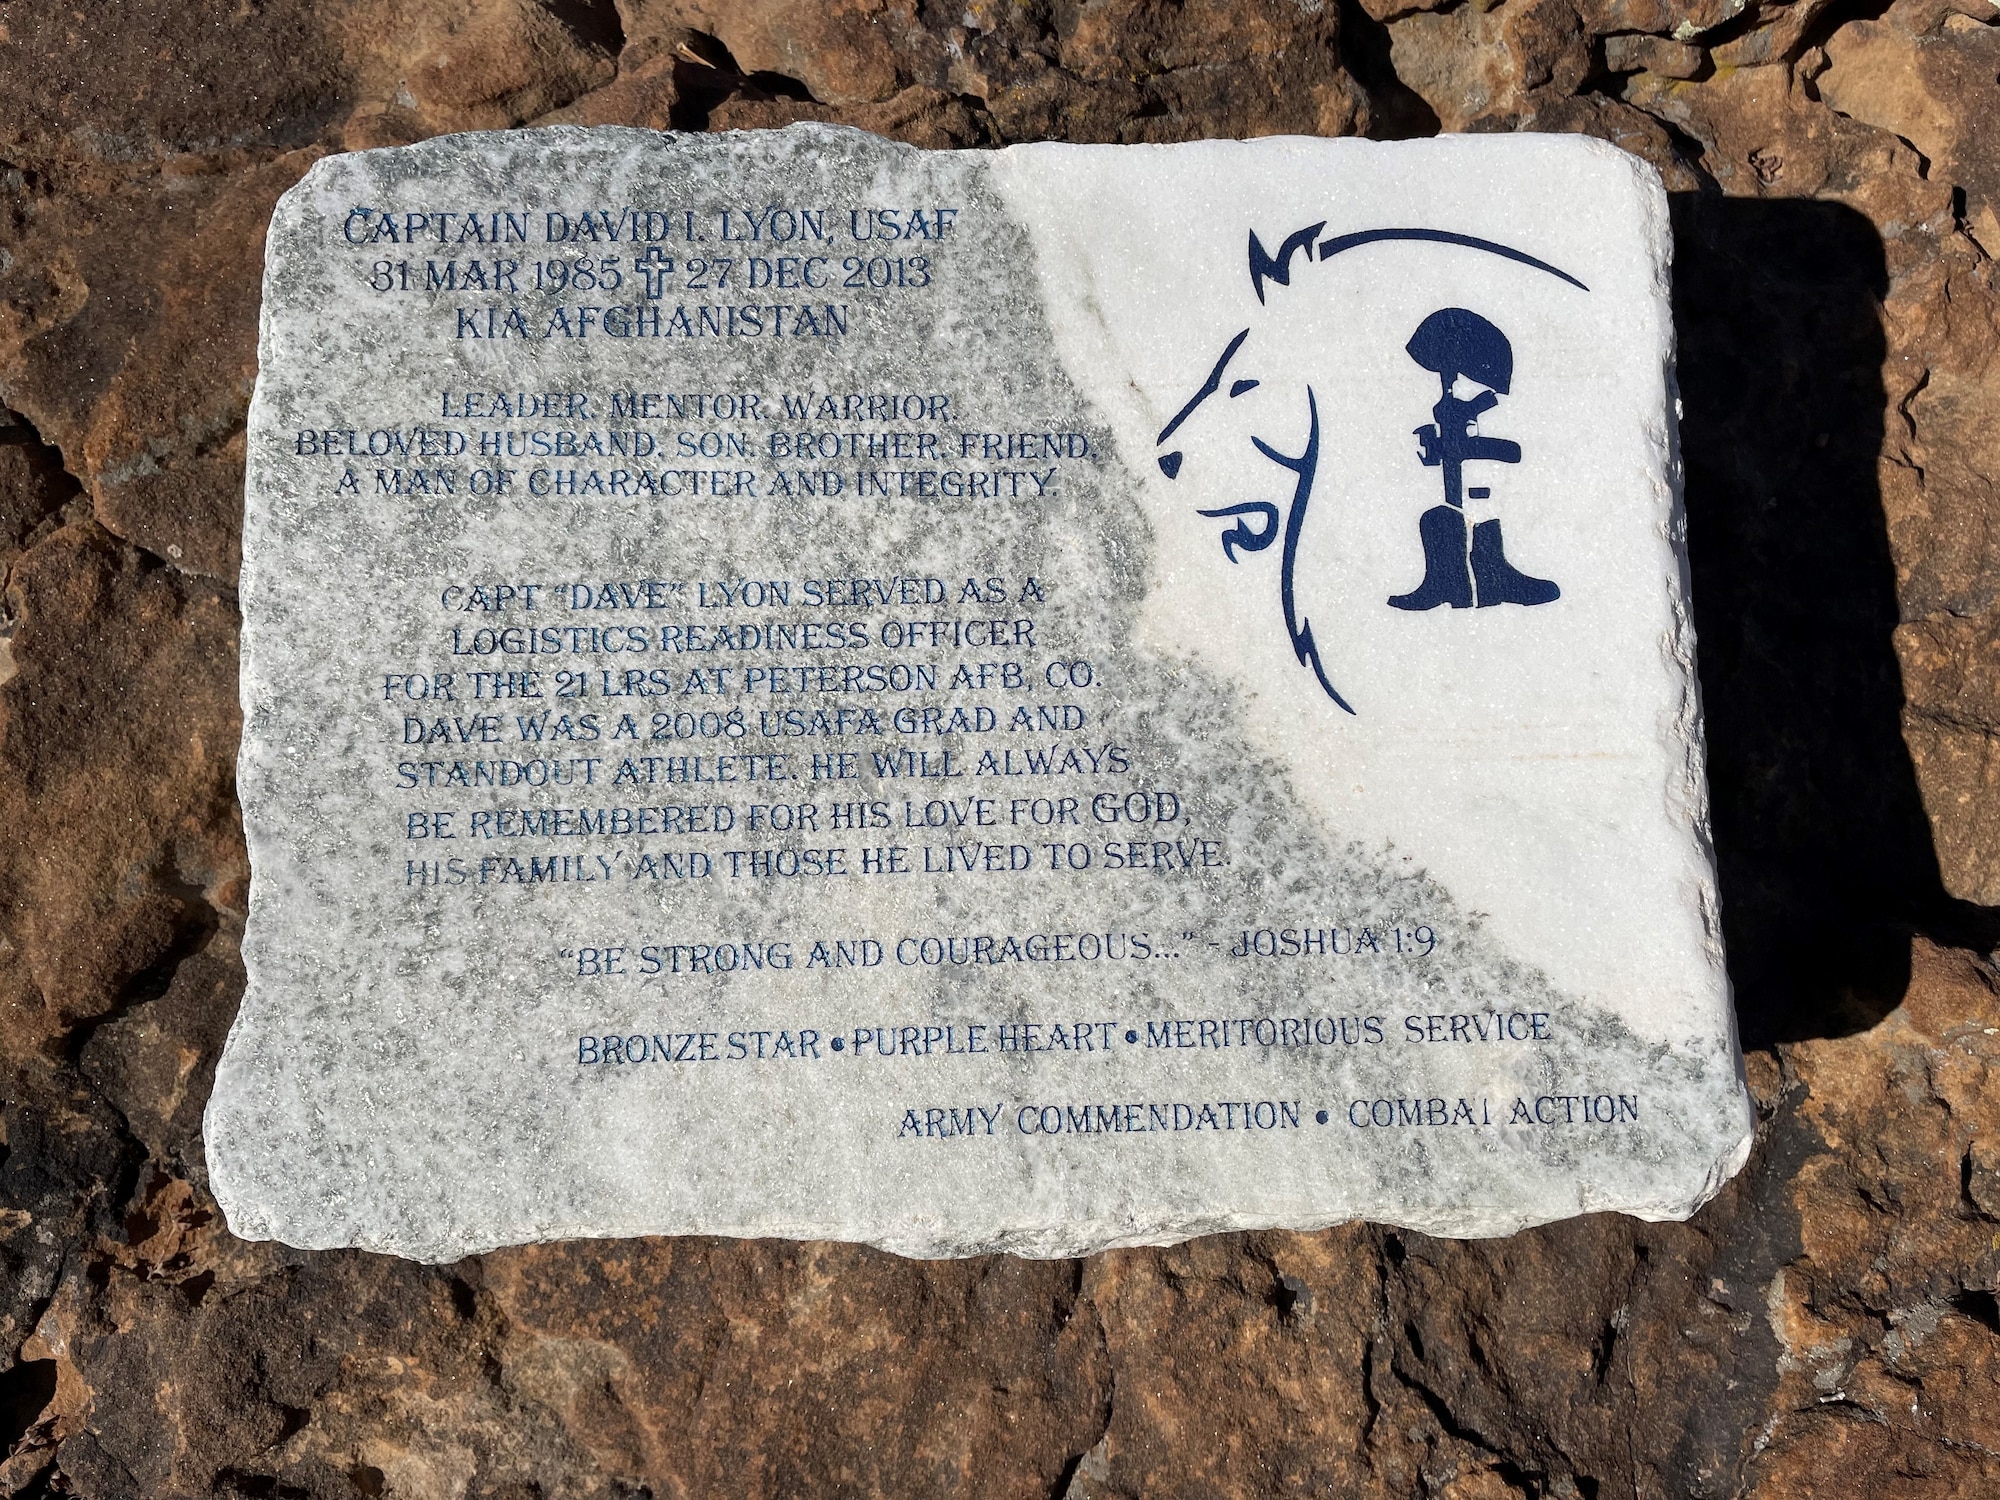 CAPTAIN DAVID I. LYON, USAF
31 MAR 1985 27 DEC 2013
KIA AFGHANISTAN
LEADER. MENTOR. WARRIOR.
BELOVED HUSBAND. SON. BROTHER. FRIEND.
A MAN OF CHARACTER AND INTEGRITY.
CAPT "DAVE" LYON SERVED AS A
LOGISTICS READINESS OFFICER
FOR THE 21 LRS AT PETERSON AFB, CO.
DAVE WAS A 2008 USAFA GRAD AND
STANDOUT ATHLETE. HE WILL ALWAYS
BE REMEMBERED FOR HIS LOVE FOR GOD,
HIS FAMILY AND THOSE HE LIVED TO SERVE.
"BE STRONG AND COURAGEOUS..." - JOSHUA 1:9
BRONZE STAR • PURPLE HEART • MERITORIOUS SERVICE
ARMY COMMENDATION • COMBAT ACTION